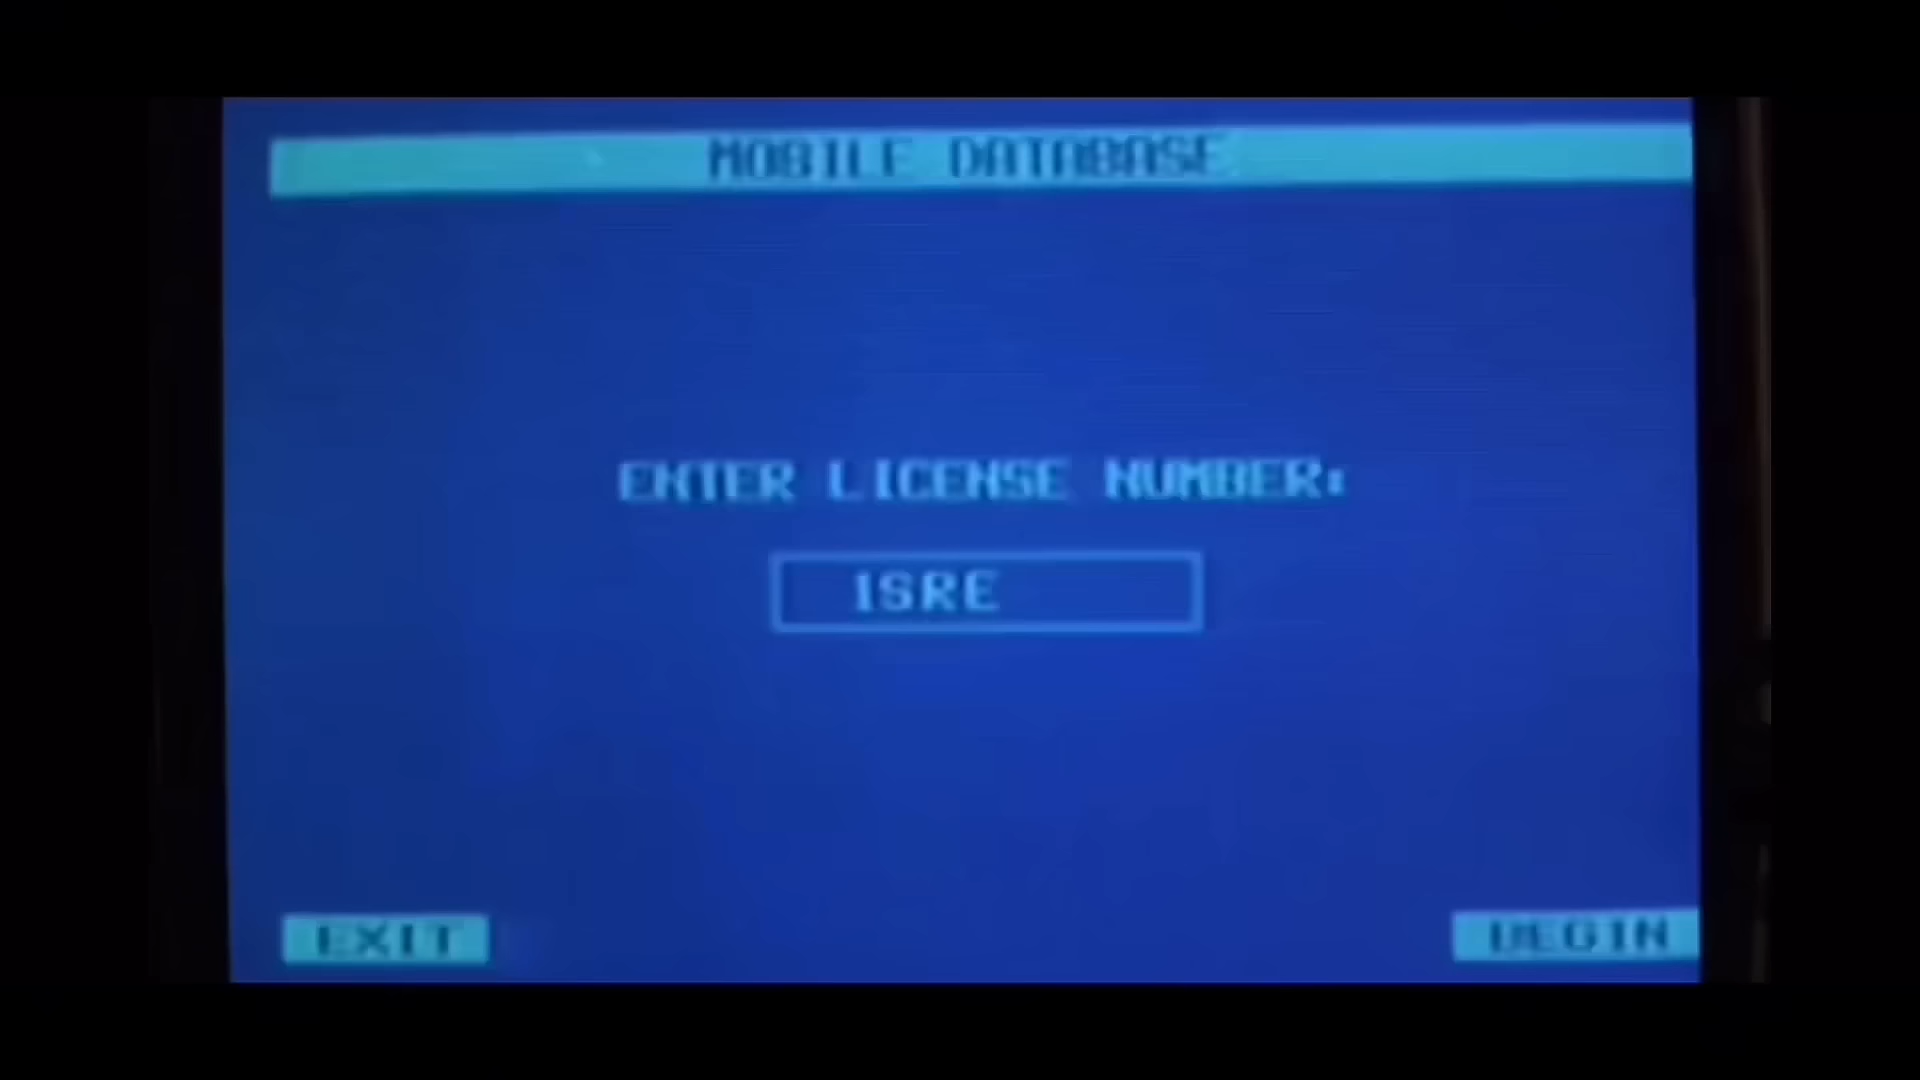 MOBILE DATABASE
ENTER LICENSE NUMBER:
1SRE
EXIT
BEGIN